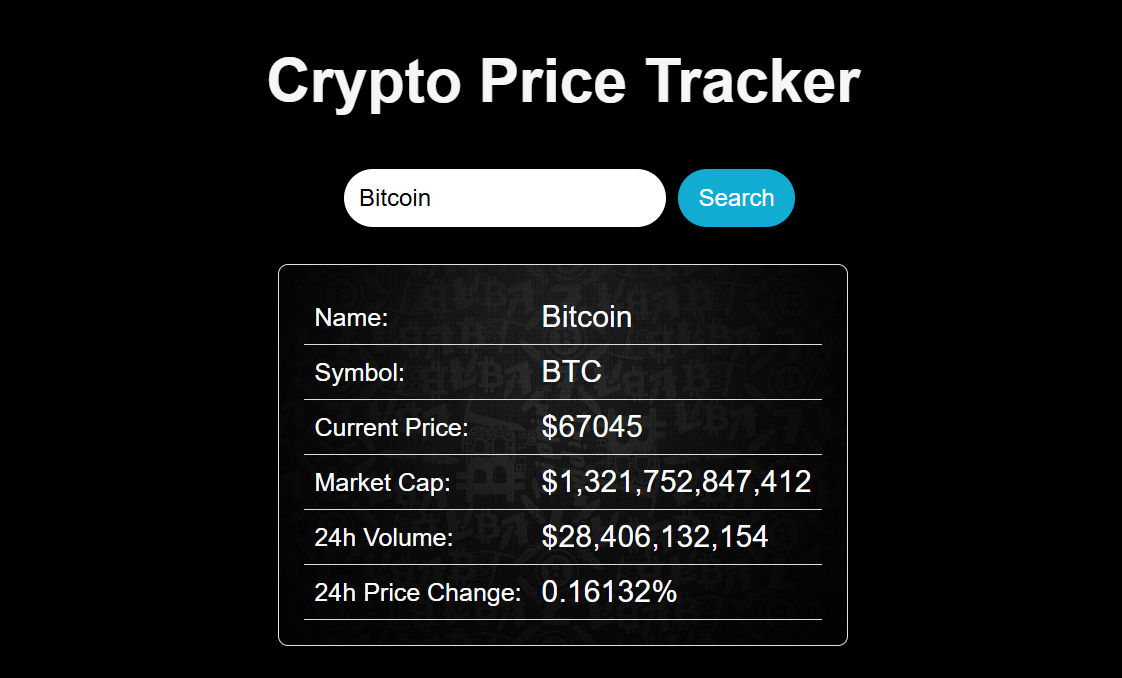 Crypto Price Tracker
Bitcoin Search
Name: Bitcoin
Symbol: BTC
Current Price: $67045
Market Cap: $1,321,752,847,412
24h Volume: $28,406,132,154
24h Price Change: 0.16132%